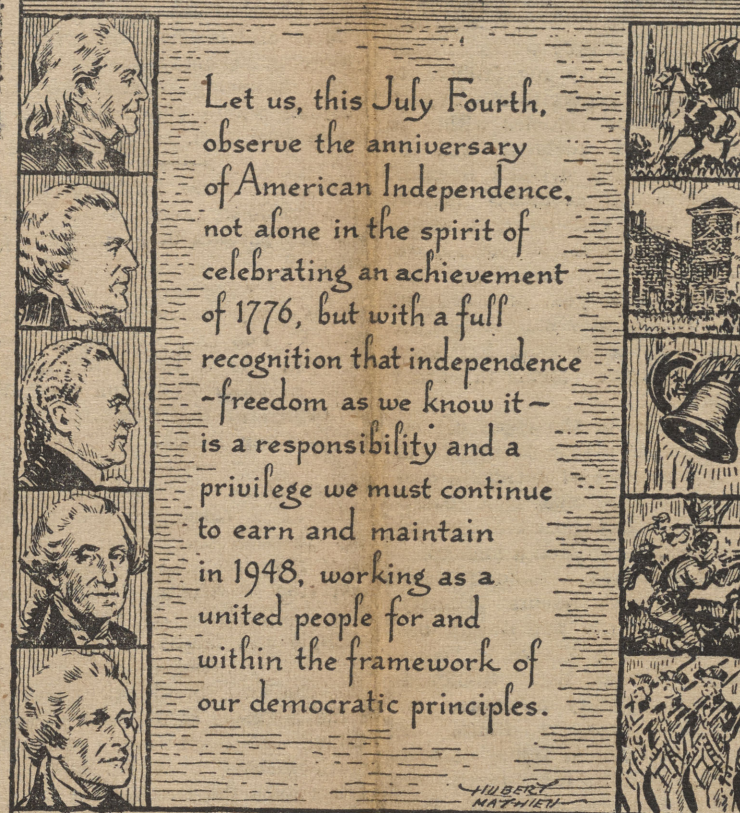 Let us, this July Fourth,
observe the anniversary
of American Independence,
not alone in the spirit of
celebrating an achievement
of 1776, but with a full
recognition that independence
-freedom as we know it-
is a responsibility and a
privilege we must continue
to earn and maintain
in 1948, working as a
united people for and
within the framework of
our democratic principles.
HILBERT
MATHIEU